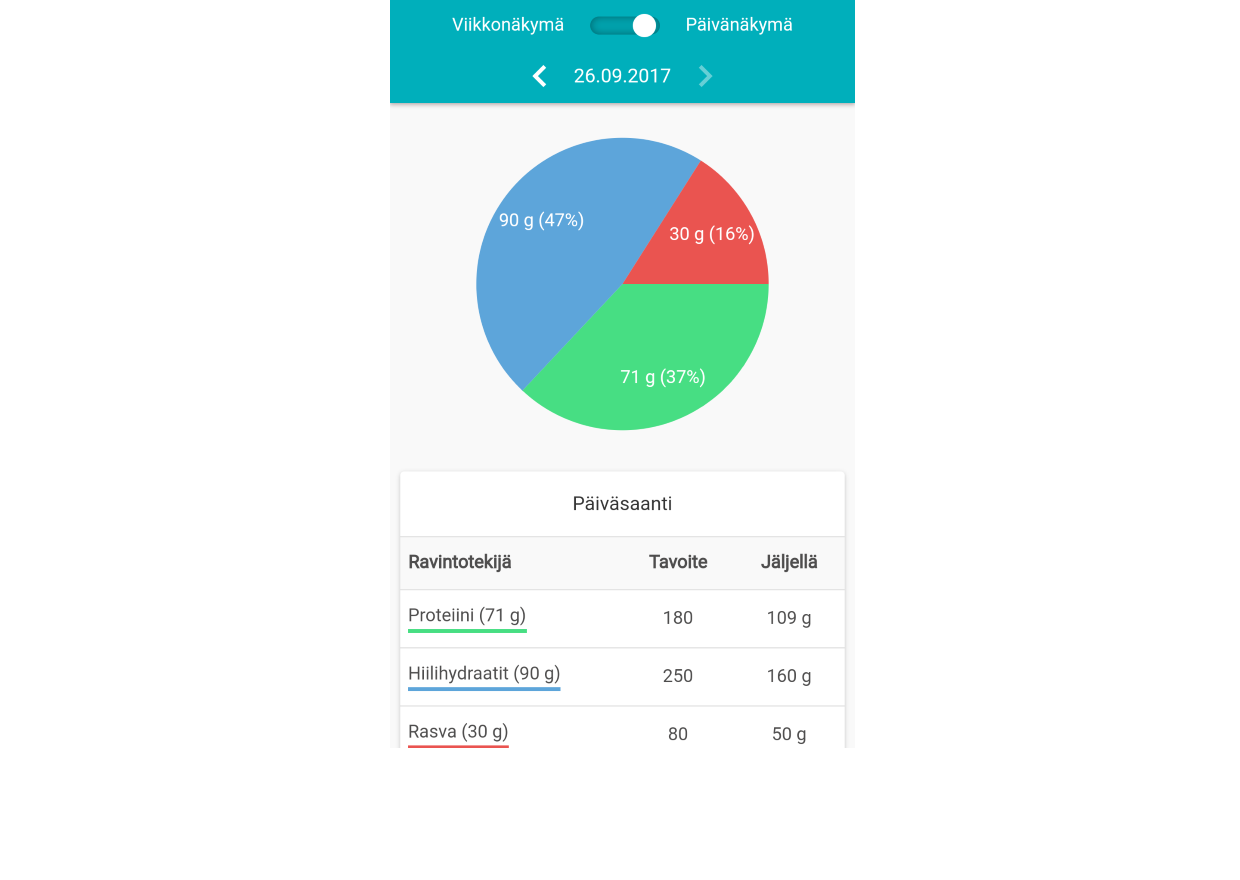 Viikkonäkymä Päivänäkymä
26.09.2017
90 g (47%)
30 g (16%)
71 g (37%)
Päiväsaanti
Ravintotekijä Tavoite Jäljellä
Proteiini (71 g) 180 109 g
Hiilihydraatit (90 g) 250 160 g
Rasva (30 g) 80 50 g